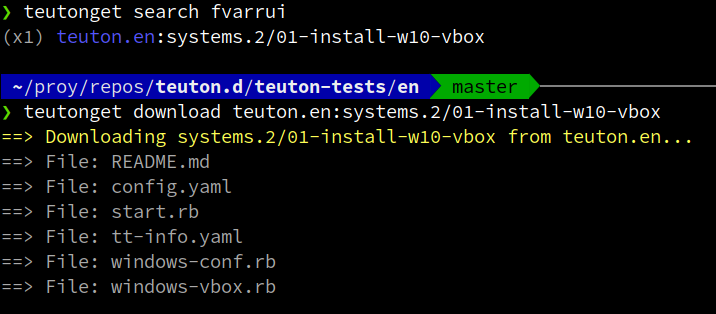 ❯ teutonget search fvarrui
(x1) teuton.en:systems.2/01-install-w10-vbox
~/proy/repos/teuton.d/teuton-tests/en master
❯ teutonget download teuton.en:systems.2/01-install-w10-vbox
==> Downloading systems.2/01-install-w10-vbox from teuton.en...
==> File: README.md
==> File: config.yaml
==> File: start.rb
==> File: tt-info.yaml
==> File: windows-conf.rb
==> File: windows-vbox.rb